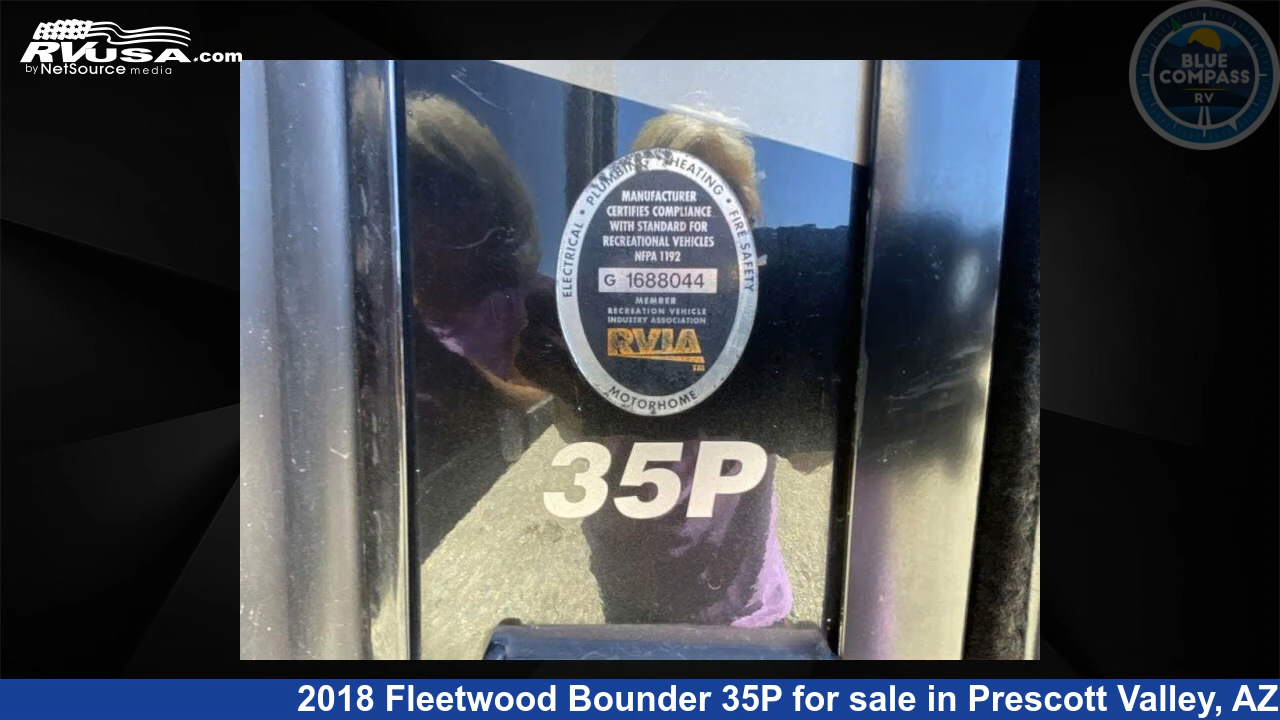 RVUSA.com
by NetSource media
BLUE
COMPASS
RV
ELECTRICAL • PLUMBING • HEATING • FIRE SAFETY
MANUFACTURER
CERTIFIES COMPLIANCE
WITH STANDARD FOR
RECREATIONAL VEHICLES
NFPA 1192
G 1688044
MEMBER
RECREATION VEHICLE
INDUSTRY ASSOCIATION
RVIA
TM
MOTORHOME
35P
2018 Fleetwood Bounder 35P for sale in Prescott Valley, AZ